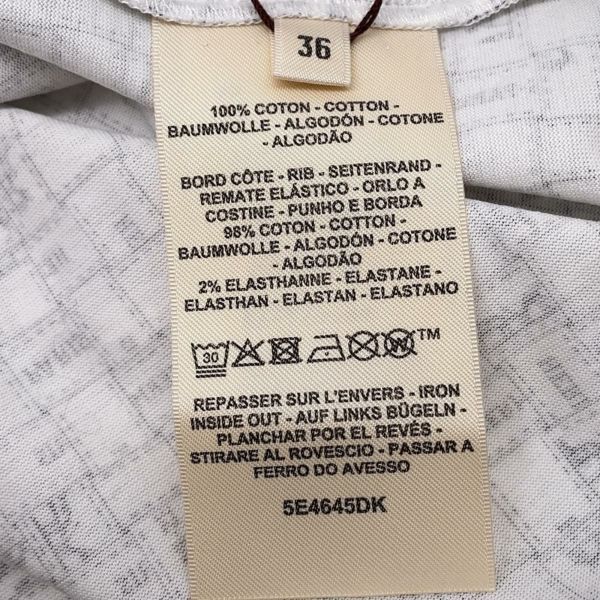 36
100% COTON - COTTON -
BAUMWOLLE - ALGODÓN - COTONE
- ALGODÃO
BORD CÔTE - RIB - SEITENRAND -
REMATE ELÁSTICO - ORLO A
COSTINE - PUNHO E BORDA
98% COTON - COTTON -
BAUMWOLLE - ALGODÓN - COTONE
- ALGODÃO
2% ELASTHANNE - ELASTANE -
ELASTHAN - ELASTAN - ELASTANO
30 TM
REPASSER SUR L'ENVERS - IRON
INSIDE OUT - AUF LINKS BÜGELN -
PLANCHAR POR EL REVÉS -
STIRARE AL ROVESCIO - PASSAR A
FERRO DO AVESSO
5E4645DK